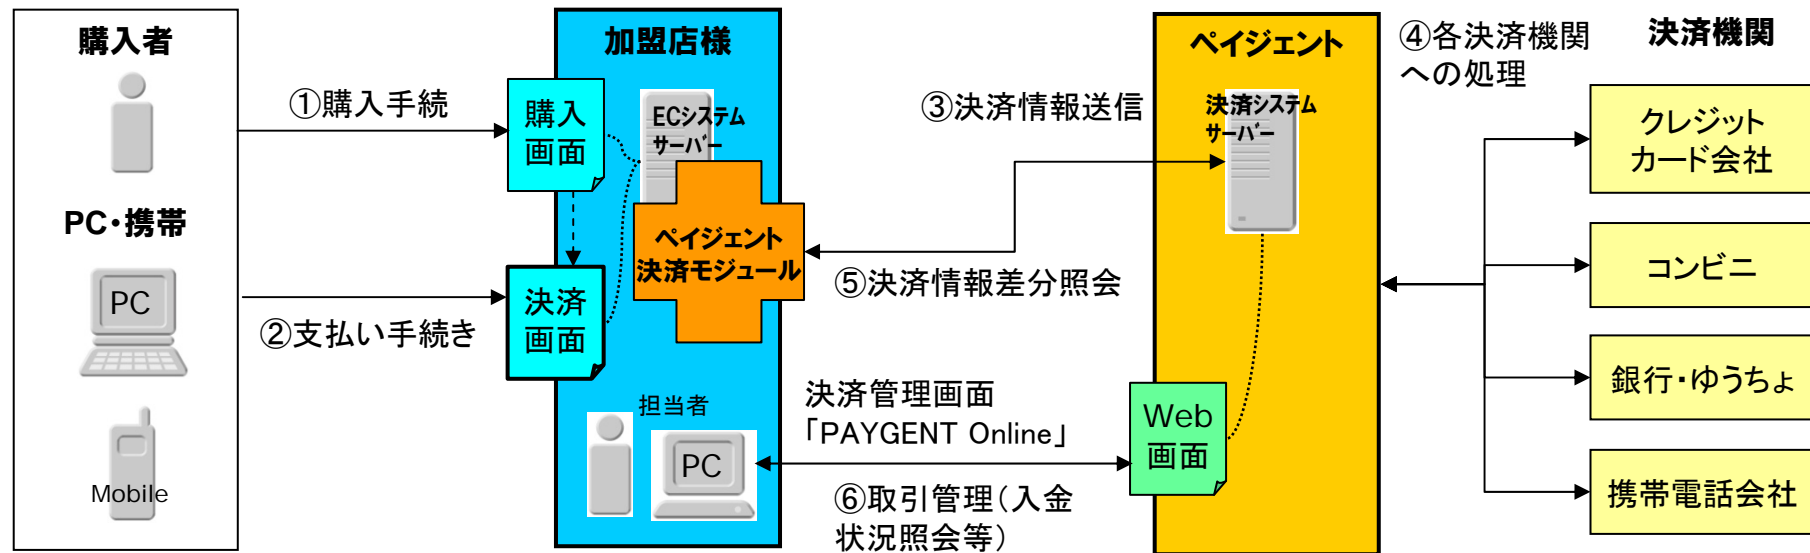 購入者
PC・携帯
PC
Mobile
①購入手続
②支払い手続き
加盟店様
購入
画面
ECシステム
サーバー
ペイジェント
決済モジュール
決済
画面
担当者
PC
③決済情報送信
⑤決済情報差分照会
決済管理画面
「PAYGENT Online」
⑥取引管理（入金
状況照会等）
ペイジェント
決済システム
サーバー
Web
画面
④各決済機関
への処理
決済機関
クレジット
カード会社
コンビニ
銀行・ゆうちょ
携帯電話会社